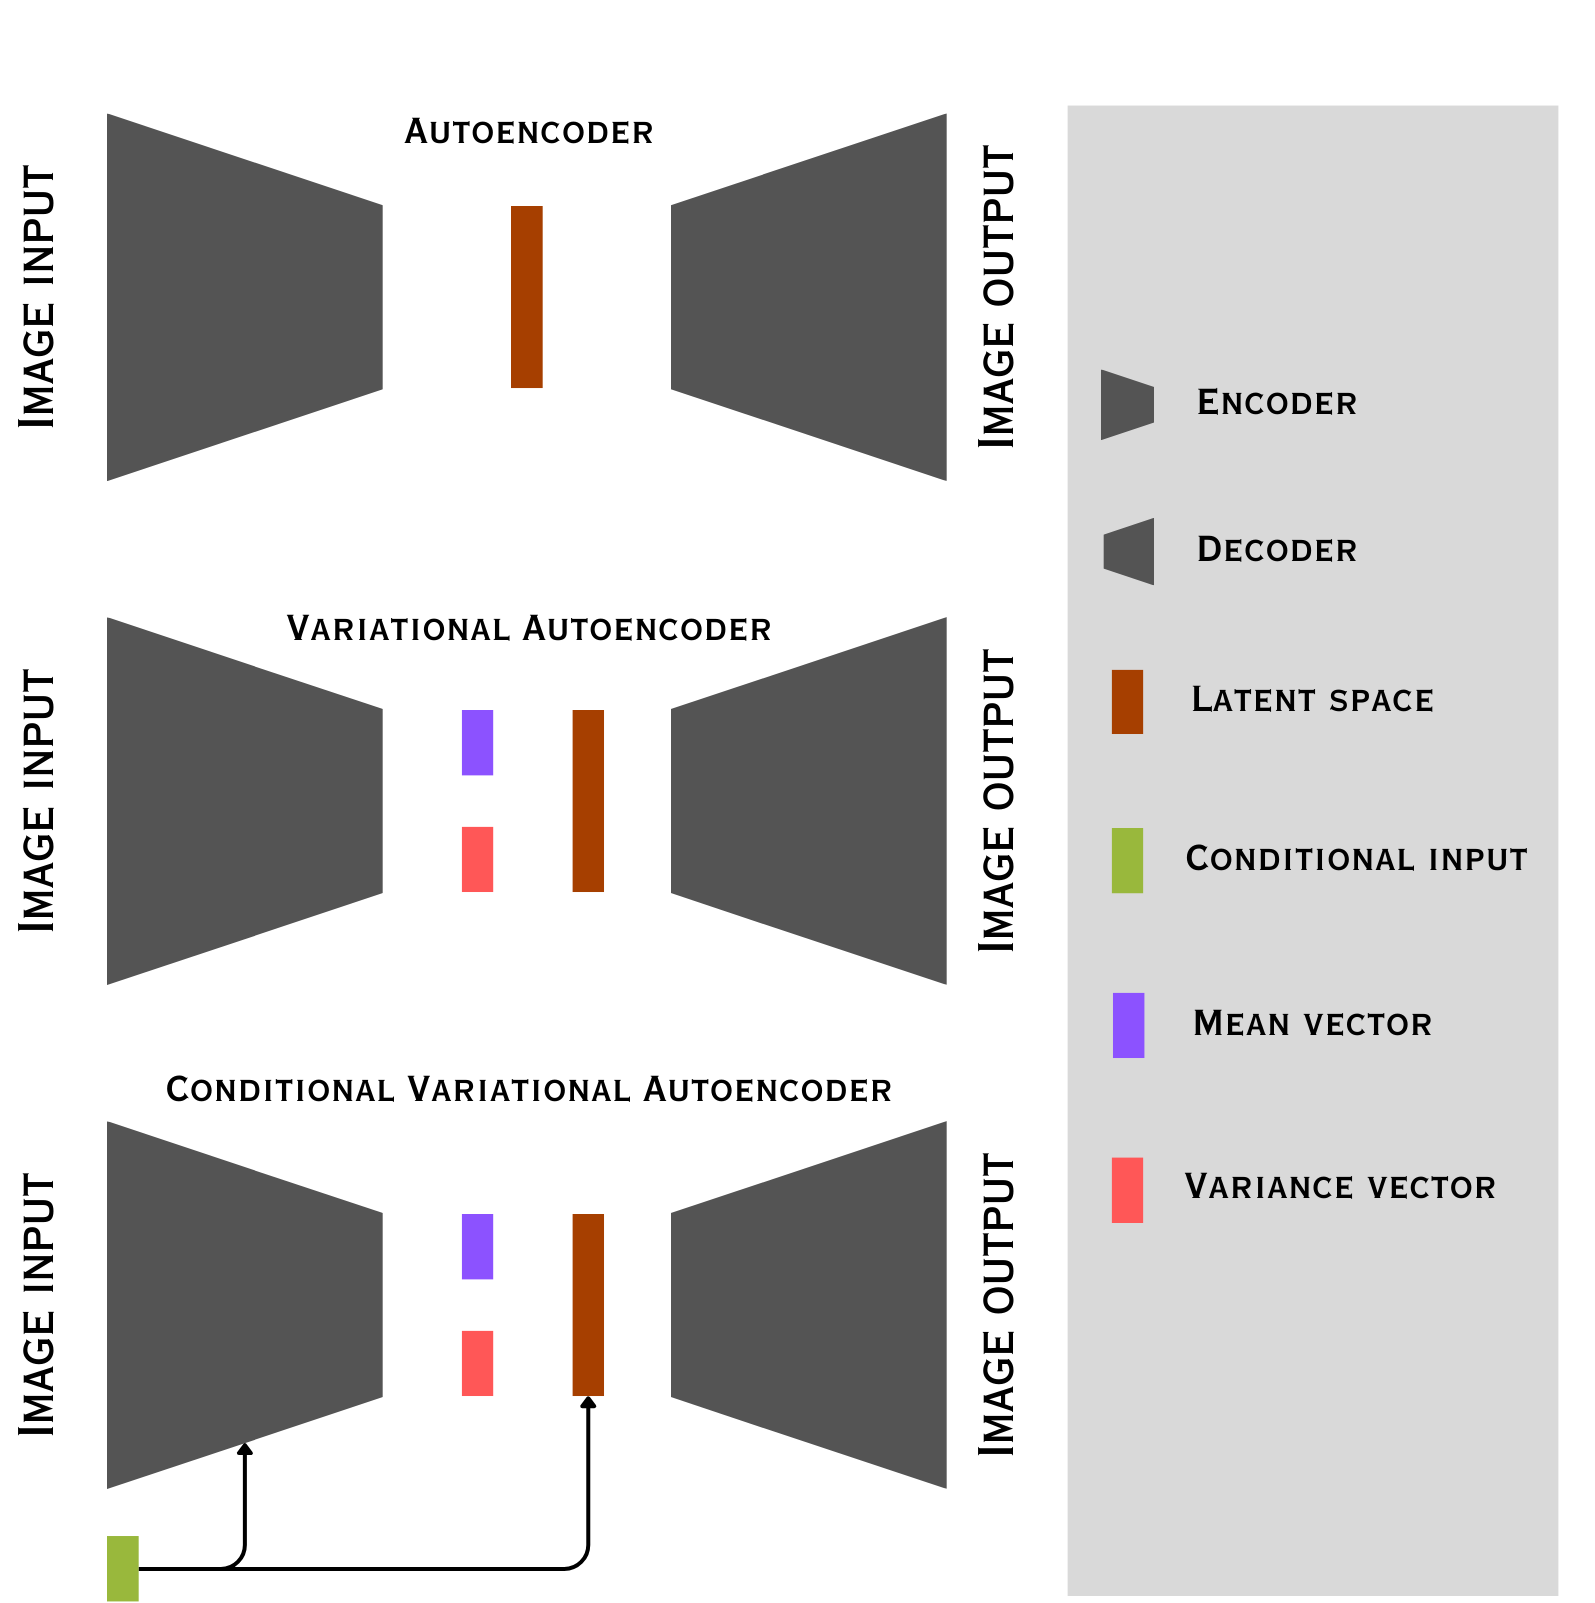 Autoencoder
Image input
Image output
Variational Autoencoder
Image input
Image output
Conditional Variational Autoencoder
Image input
Image output
Encoder
Decoder
Latent space
Conditional input
Mean vector
Variance vector